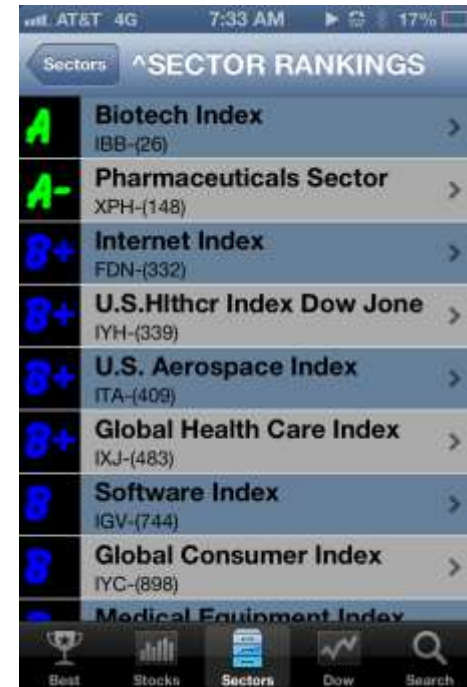 AT&T 4G 7:33 AM 17%
Sectors ^SECTOR RANKINGS
A Biotech Index
IBB-(26)
A- Pharmaceuticals Sector
XPH-(148)
B+ Internet Index
FDN-(332)
B+ U.S.Hlthcr Index Dow Jone
IYH-(339)
B+ U.S. Aerospace Index
ITA-(409)
B+ Global Health Care Index
IXJ-(483)
B Software Index
IGV-(744)
B Global Consumer Index
IYC-(898)
Medical Equipment Index
Best Stocks Sectors Dow Search